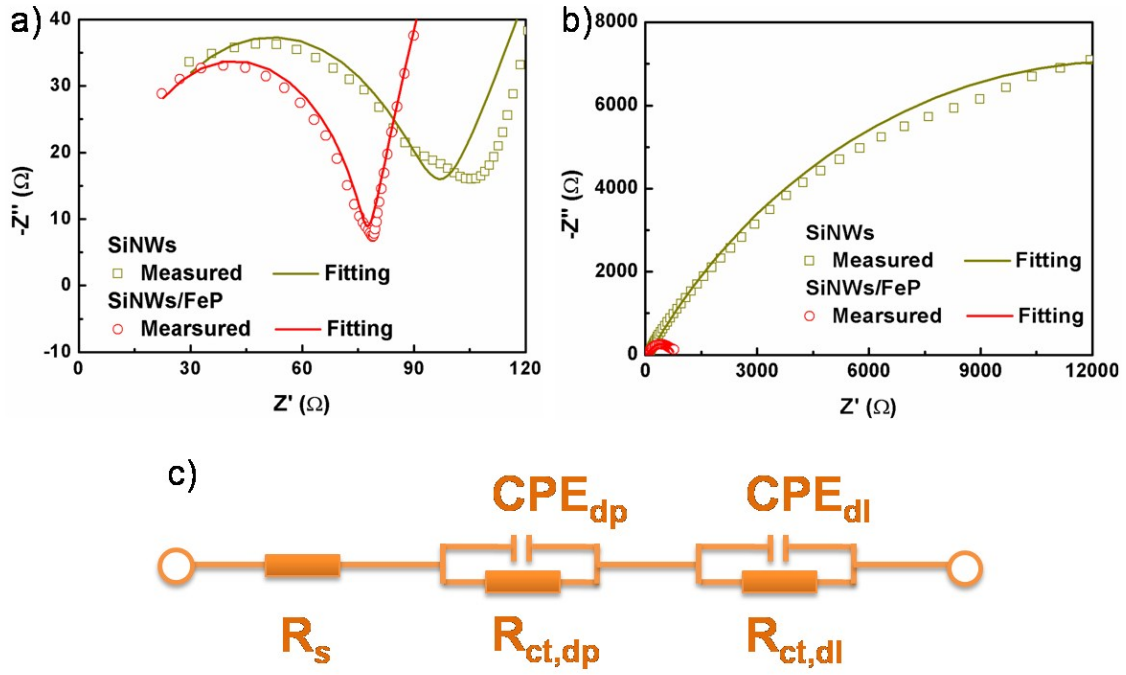 a)
40
30
20
10
0
-10
-Z'' (Ω)
30
60
90
120
Z' (Ω)
SiNWs
Measured Fitting
SiNWs/FeP
Mearsured Fitting
b)
8000
6000
4000
2000
0
-Z'' (Ω)
0
3000
6000
9000
12000
Z' (Ω)
SiNWs
Measured Fitting
SiNWs/FeP
Mearsured Fitting
c)
CPEdp
CPEdl
Rs
Rct,dp
Rct,dl